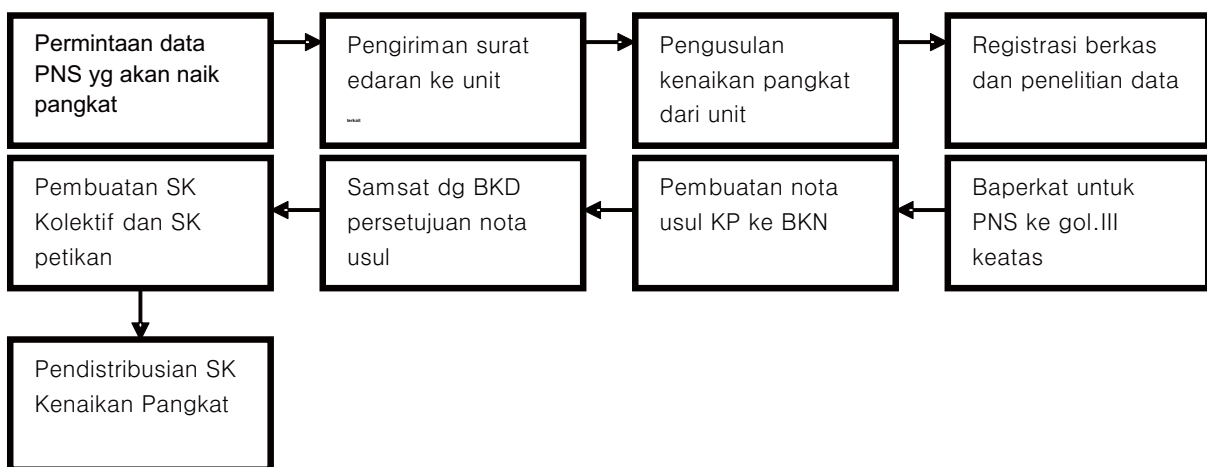 Permintaan data
PNS yg akan naik
pangkat
Pengiriman surat
edaran ke unit
terkait
Pengusulan
kenaikan pangkat
dari unit
Registrasi berkas
dan penelitian data
Baperkat untuk
PNS ke gol.III
keatas
Pembuatan nota
usul KP ke BKN
Samsat dg BKD
persetujuan nota
usul
Pembuatan SK
Kolektif dan SK
petikan
Pendistribusian SK
Kenaikan Pangkat